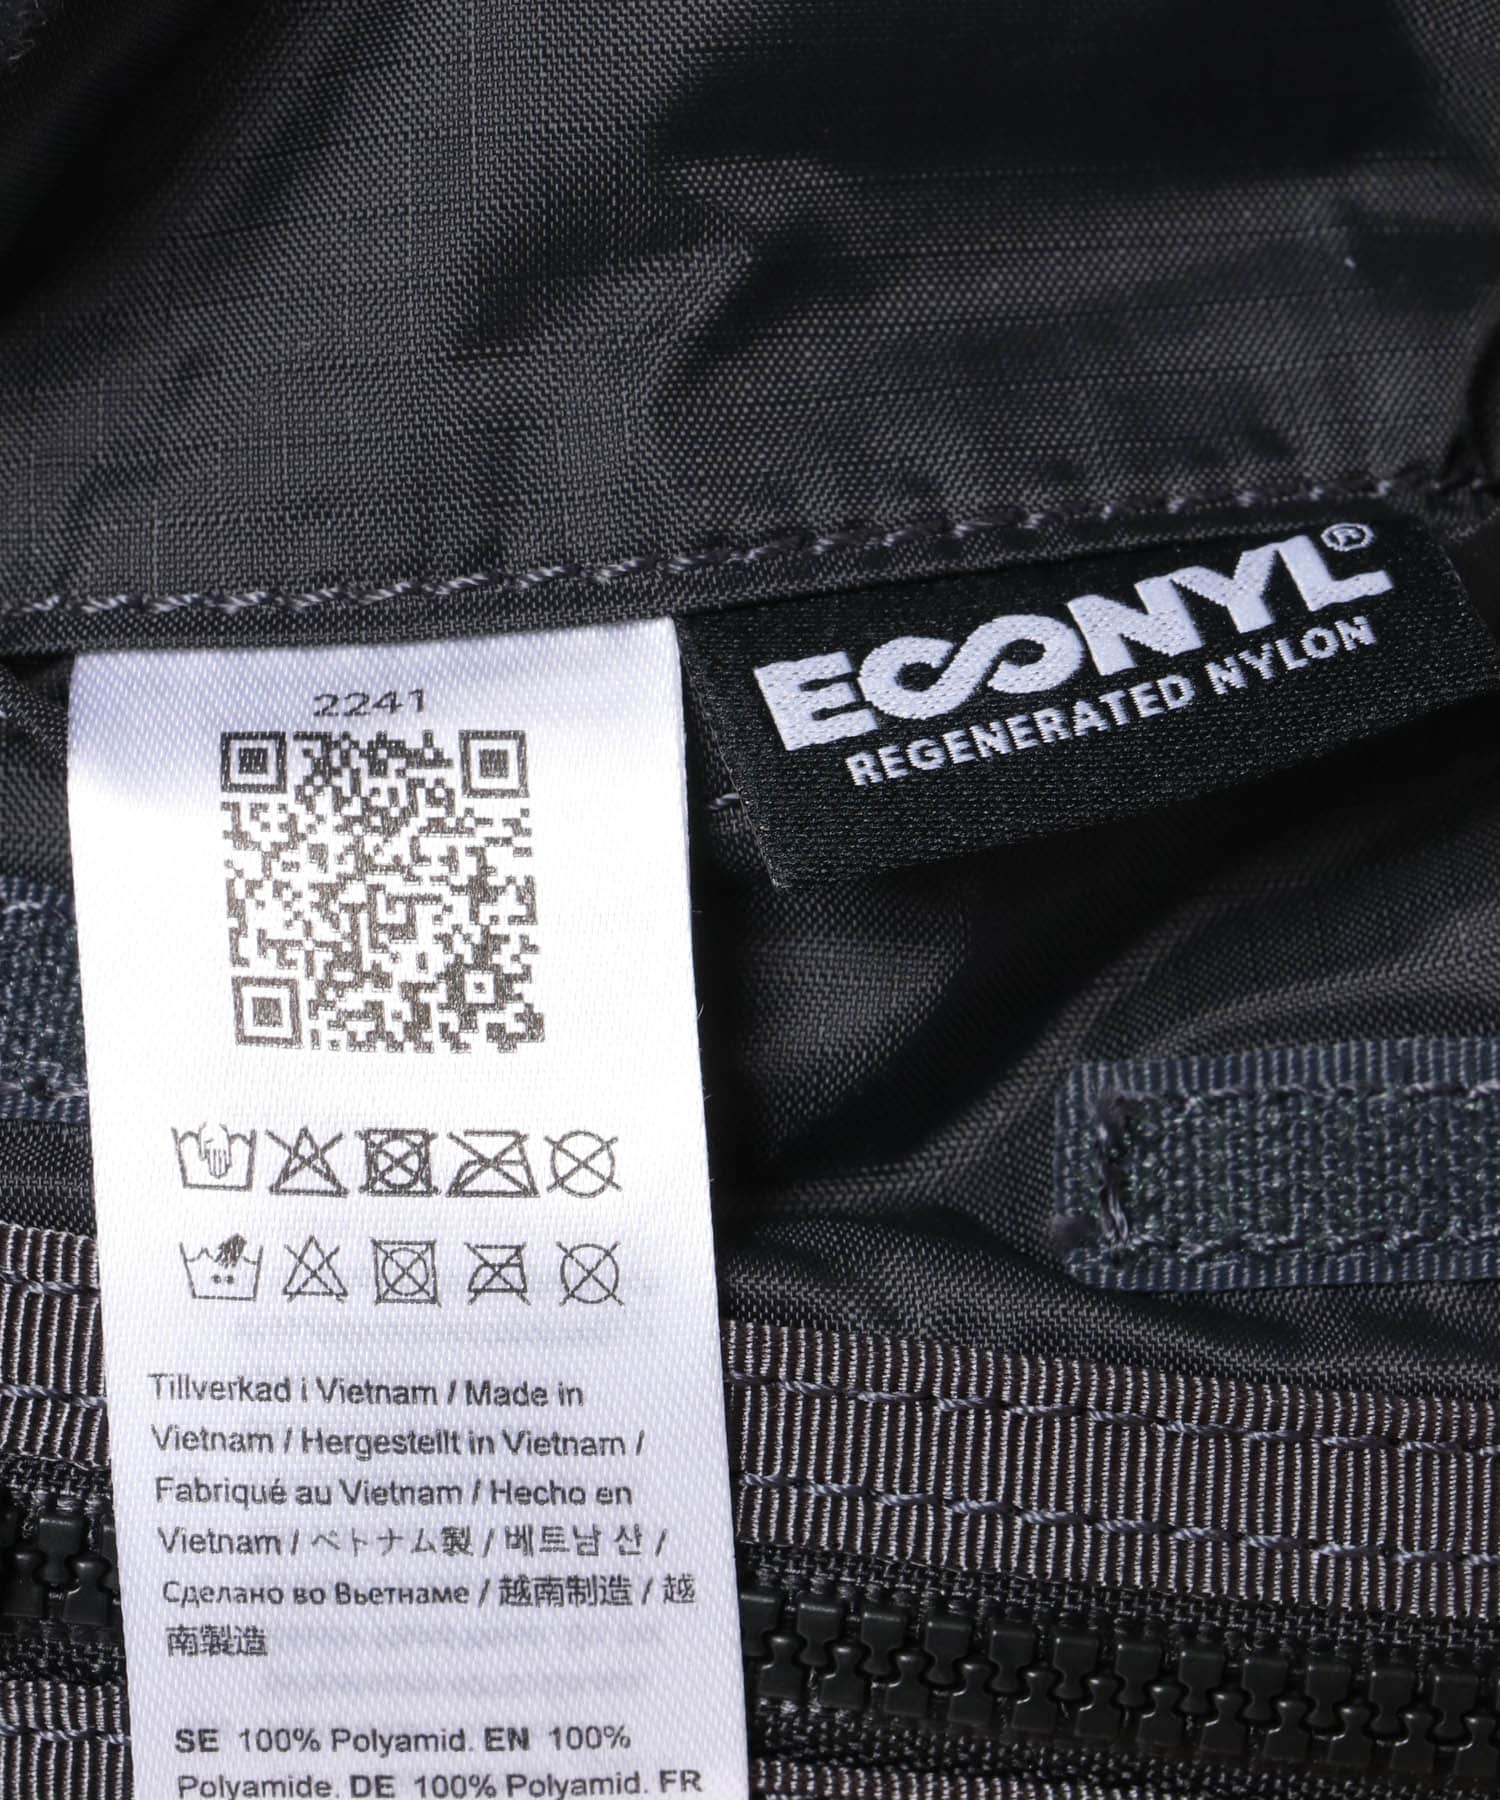 ECONYL®
REGENERATED NYLON
2241
Tillverkad i Vietnam / Made in
Vietnam / Hergestellt in Vietnam /
Fabriqué au Vietnam / Hecho en
Vietnam / ベトナム製 / 베트남 산 /
Сделано во Вьетнаме / 越南制造 / 越
南製造
SE 100% Polyamid. EN 100%
Polyamide. DE 100% Polyamid. FR